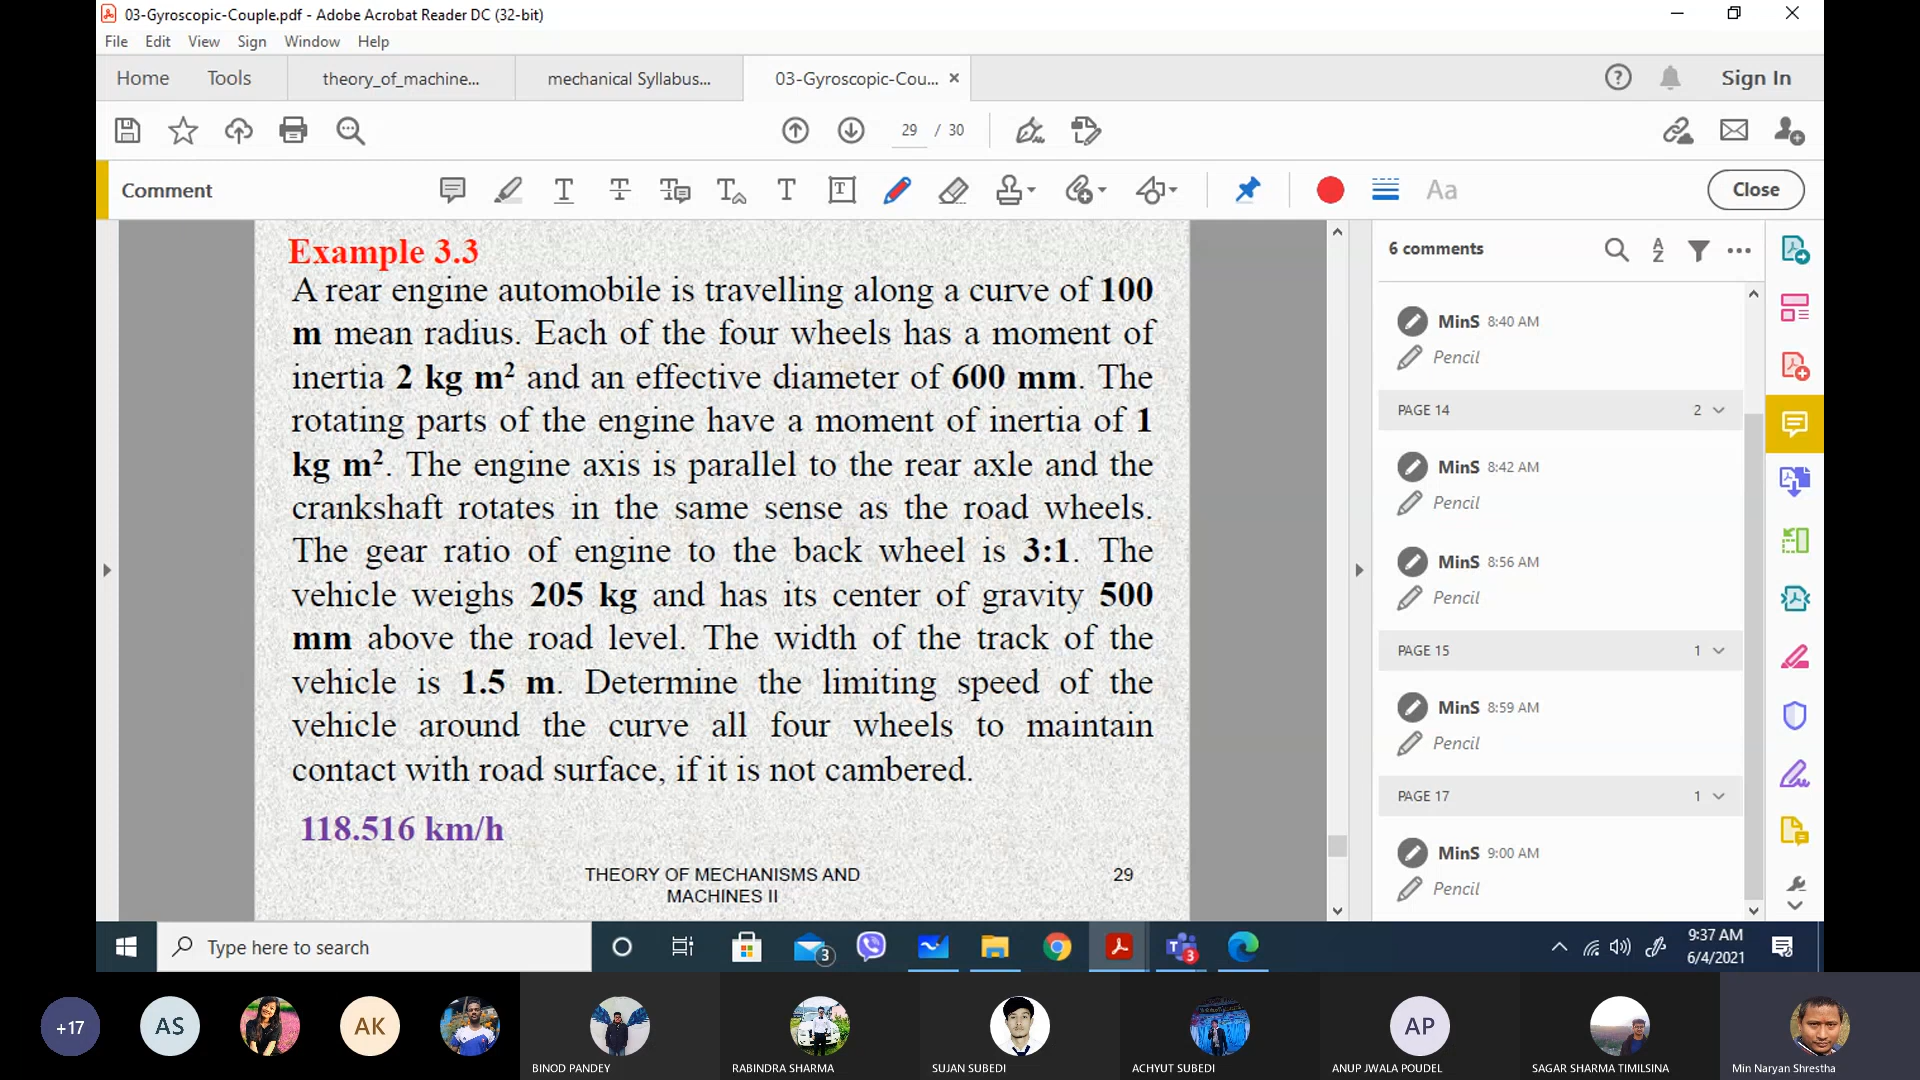 03-Gyroscopic-Couple.pdf - Adobe Acrobat Reader DC (32-bit)
File Edit View Sign Window Help
Home Tools theory_of_machine... mechanical Syllabus... 03-Gyroscopic-Cou... Sign In
29 / 30
Comment Aa Close
Example 3.3
A rear engine automobile is travelling along a curve of 100
m mean radius. Each of the four wheels has a moment of
inertia 2 kg m² and an effective diameter of 600 mm. The
rotating parts of the engine have a moment of inertia of 1
kg m². The engine axis is parallel to the rear axle and the
crankshaft rotates in the same sense as the road wheels.
The gear ratio of engine to the back wheel is 3:1. The
vehicle weighs 205 kg and has its center of gravity 500
mm above the road level. The width of the track of the
vehicle is 1.5 m. Determine the limiting speed of the
vehicle around the curve all four wheels to maintain
contact with road surface, if it is not cambered.
118.516 km/h
THEORY OF MECHANISMS AND
MACHINES II
29
6 comments
MinS 8:40 AM
Pencil
PAGE 14 2
MinS 8:42 AM
Pencil
MinS 8:56 AM
Pencil
PAGE 15 1
MinS 8:59 AM
Pencil
PAGE 17 1
MinS 9:00 AM
Pencil
Type here to search
3
3
9:37 AM
6/4/2021
+17
AS
AK
AP
BINOD PANDEY
RABINDRA SHARMA
SUJAN SUBEDI
ACHYUT SUBEDI
ANUP JWALA POUDEL
SAGAR SHARMA TIMILSINA
Min Naryan Shrestha